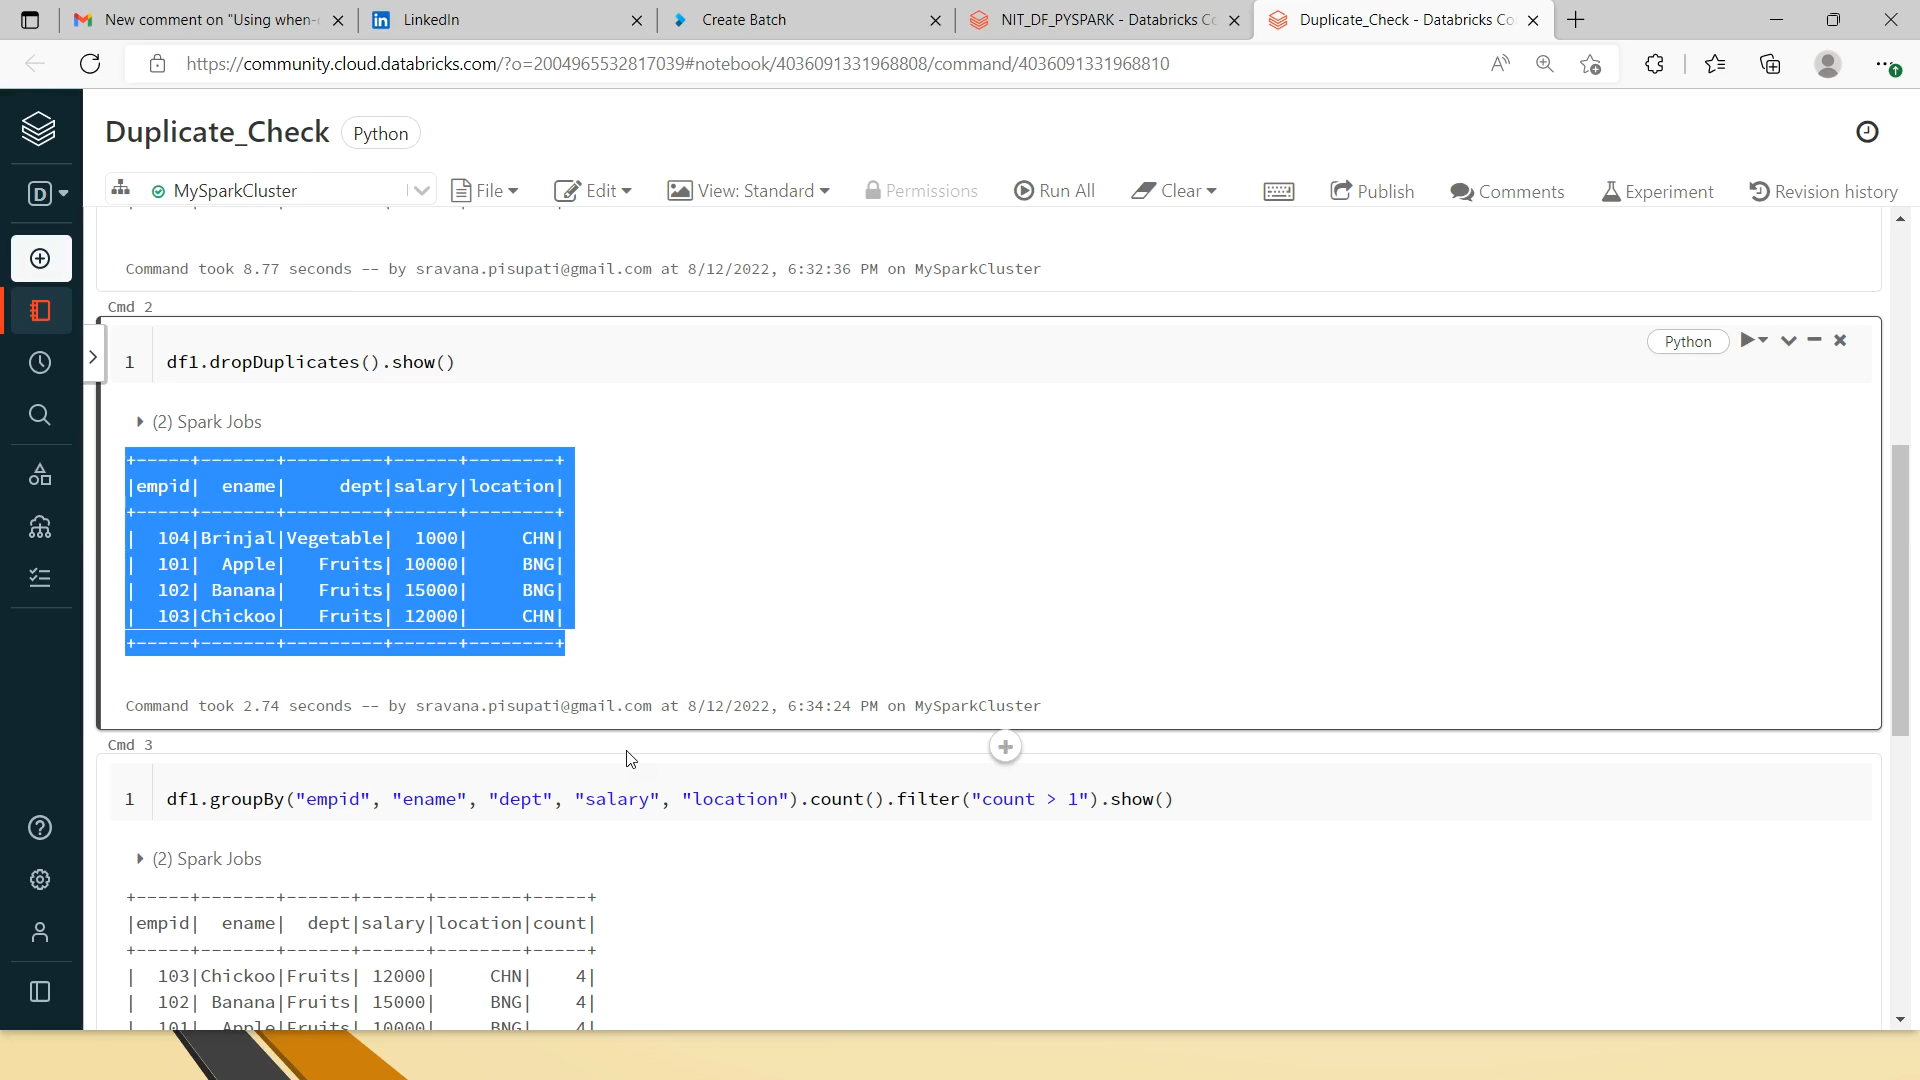 New comment on "Using when-
LinkedIn
Create Batch
NIT_DF_PYSPARK - Databricks Co
Duplicate_Check - Databricks Co
https://community.cloud.databricks.com/?o=2004965532817039#notebook/4036091331968808/command/4036091331968810
Duplicate_Check Python
D
MySparkCluster File Edit View: Standard Permissions Run All Clear Publish Comments Experiment Revision history
Command took 8.77 seconds -- by sravana.pisupati@gmail.com at 8/12/2022, 6:32:36 PM on MySparkCluster
Cmd 2
Python
1 df1.dropDuplicates().show()
(2) Spark Jobs
+-----+-------+---------+------+--------+
|empid|  ename|     dept|salary|location|
+-----+-------+---------+------+--------+
|  104|Brinjal|Vegetable|  1000|     CHN|
|  101|  Apple|   Fruits| 10000|     BNG|
|  102| Banana|   Fruits| 15000|     BNG|
|  103|Chickoo|   Fruits| 12000|     CHN|
+-----+-------+---------+------+--------+
Command took 2.74 seconds -- by sravana.pisupati@gmail.com at 8/12/2022, 6:34:24 PM on MySparkCluster
Cmd 3
1 df1.groupBy("empid", "ename", "dept", "salary", "location").count().filter("count > 1").show()
(2) Spark Jobs
+-----+-------+------+------+--------+-----+
|empid|  ename|  dept|salary|location|count|
+-----+-------+------+------+--------+-----+
|  103|Chickoo|Fruits| 12000|     CHN|    4|
|  102| Banana|Fruits| 15000|     BNG|    4|
|  101|  Apple|Fruits| 10000|     BNG|    4|